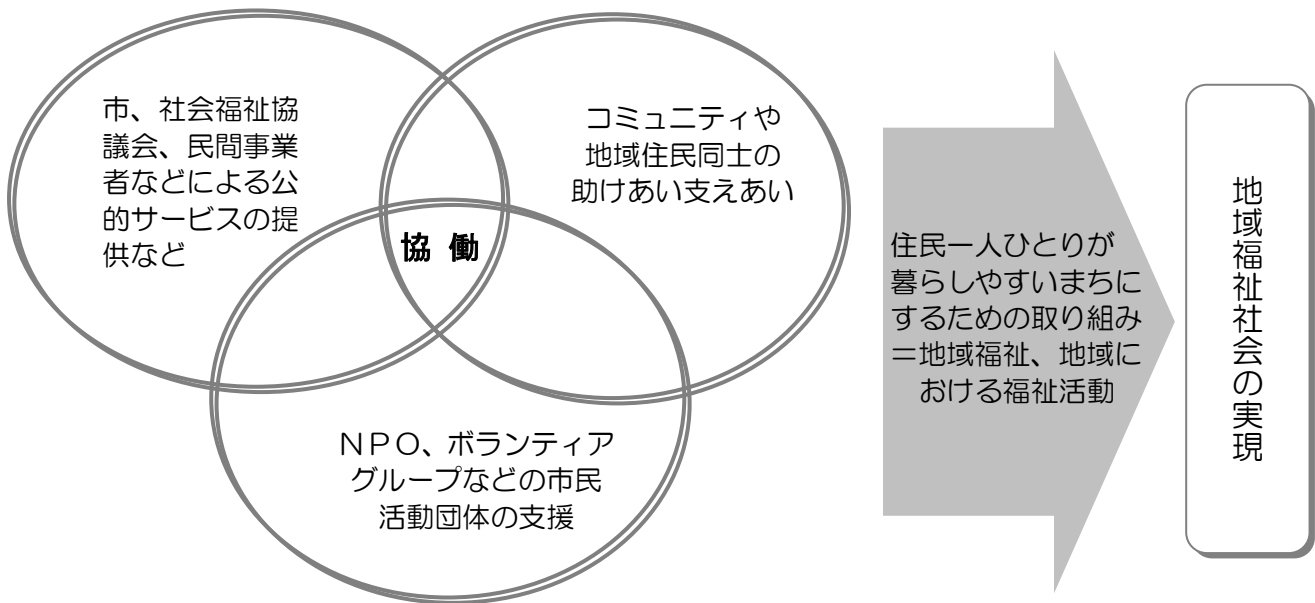 市、社会福祉協
議会、民間事業
者などによる公
的サービスの提
供など
コミュニティや
地域住民同士の
助けあい支えあい
協 働
NPO、ボランティア
グループなどの市民
活動団体の支援
住民一人ひとりが
暮らしやすいまちに
するための取り組み
=地域福祉、地域に
おける福祉活動
地域福祉社会の実現